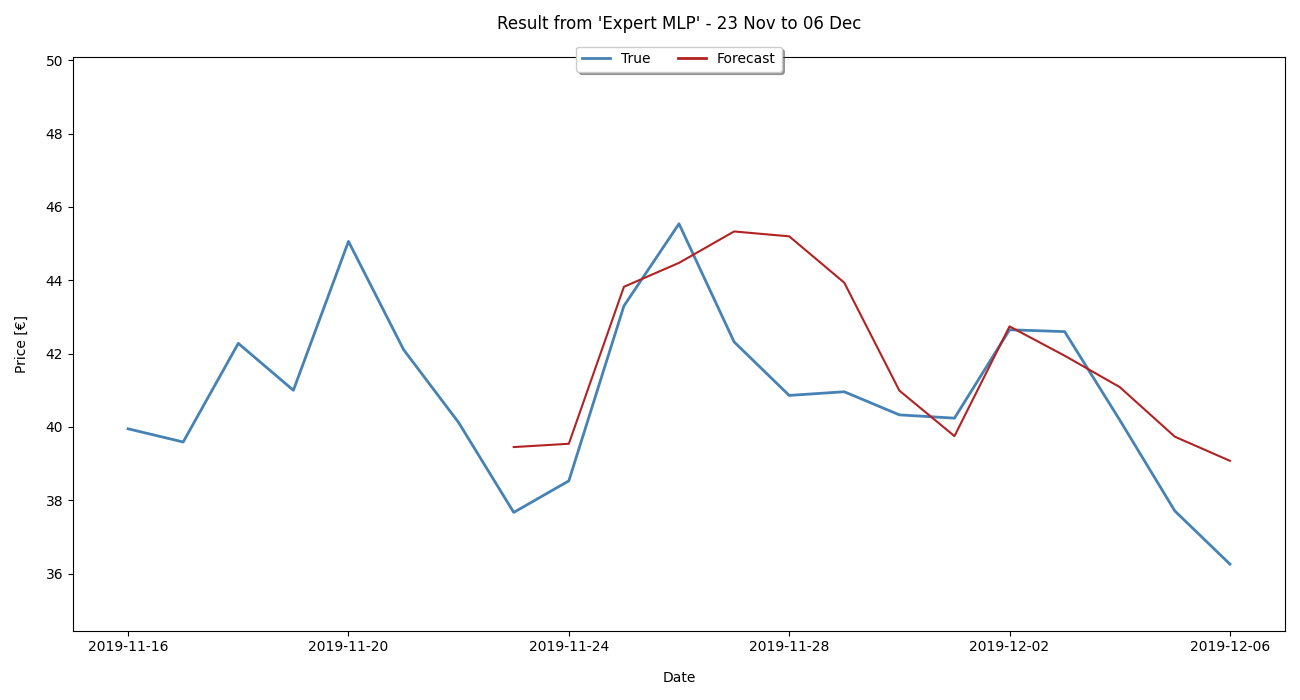 Result from 'Expert MLP' - 23 Nov to 06 Dec
True Forecast
50
48
46
44
42
40
38
36
Price [€]
2019-11-16 2019-11-20 2019-11-24 2019-11-28 2019-12-02 2019-12-06
Date